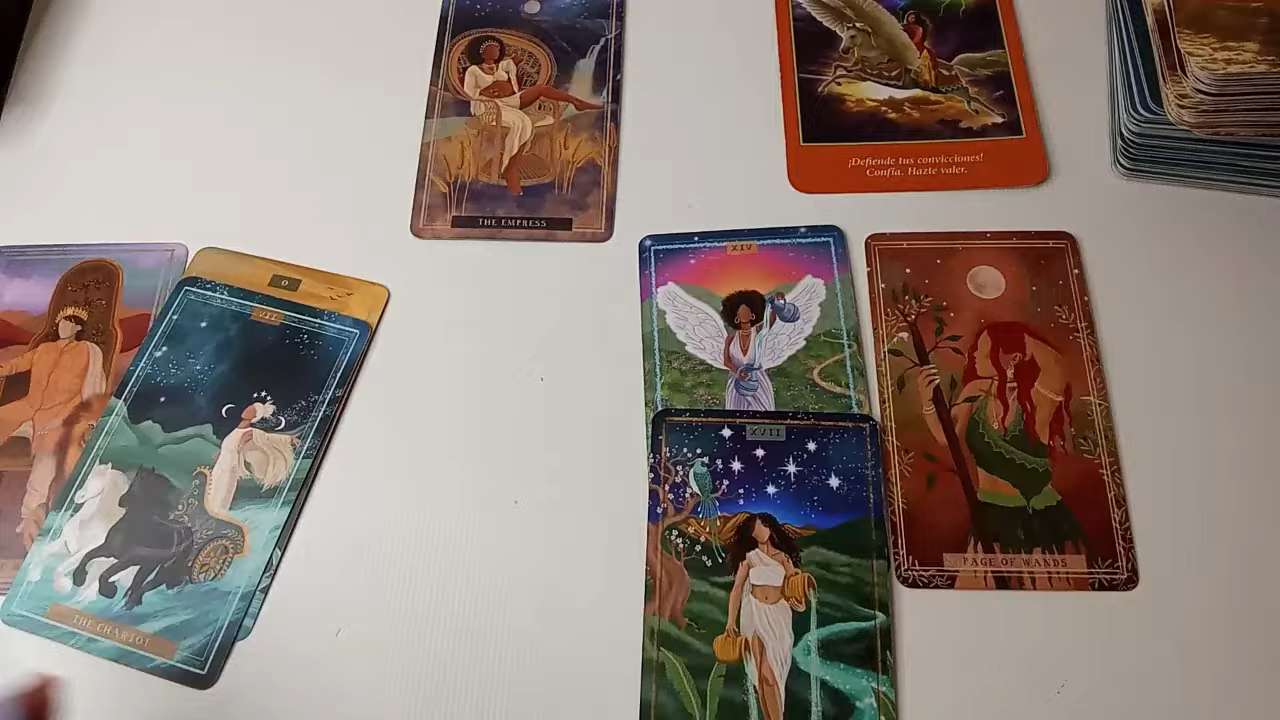 THE EMPRESS
¡Defiende tus convicciones!
Confía. Hazte valer.
0
VII
THE CHARIOT
XIV
XVII
PAGE OF WANDS